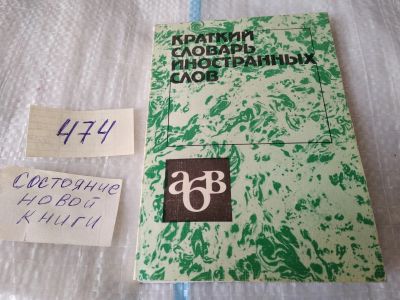 КРАТКИЙ
СЛОВАРЬ
ИНОСТРАННЫХ
СЛОВ
абв
474
СОСТОЯНИЕ
НОВОЙ
КНИГИ